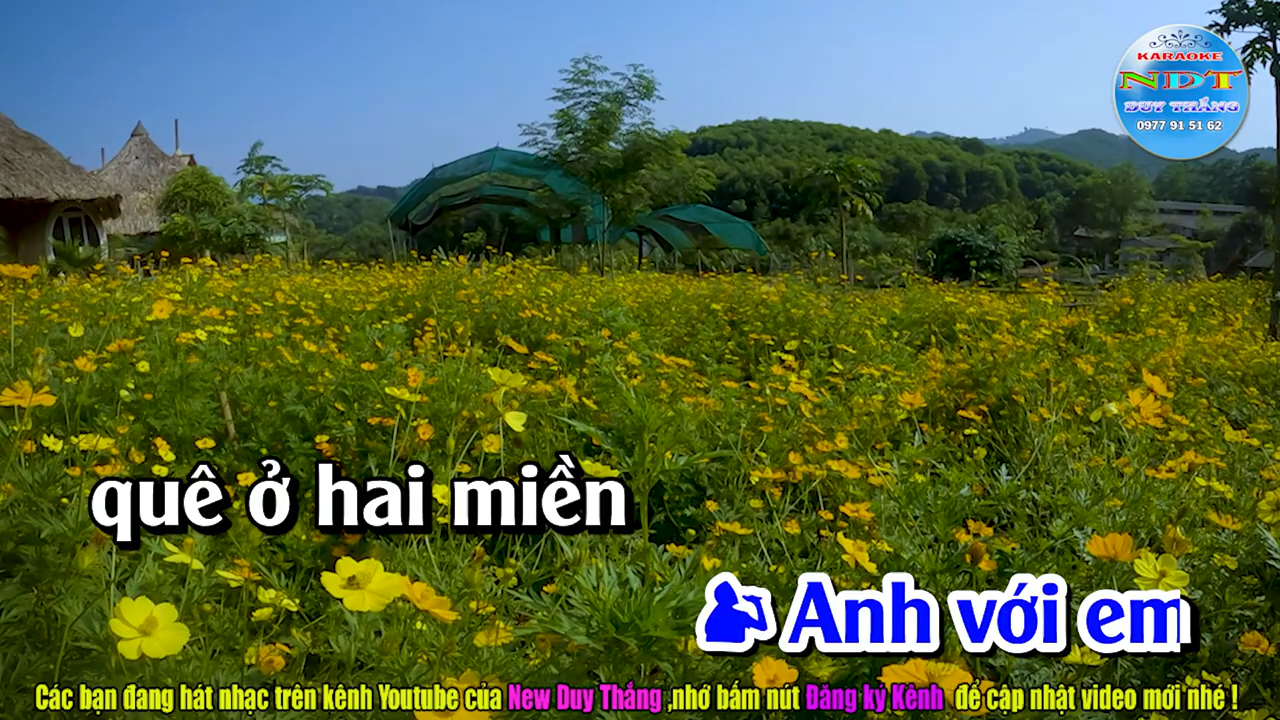 KARAOKE
NDT
DUY THẮNG
0977 91 51 62
quê ở hai miền
Anh với em
Các bạn đang hát nhạc trên kênh Youtube của New Duy Thắng ,nhớ bấm nút Đăng ký Kênh để cập nhật video mới nhé !